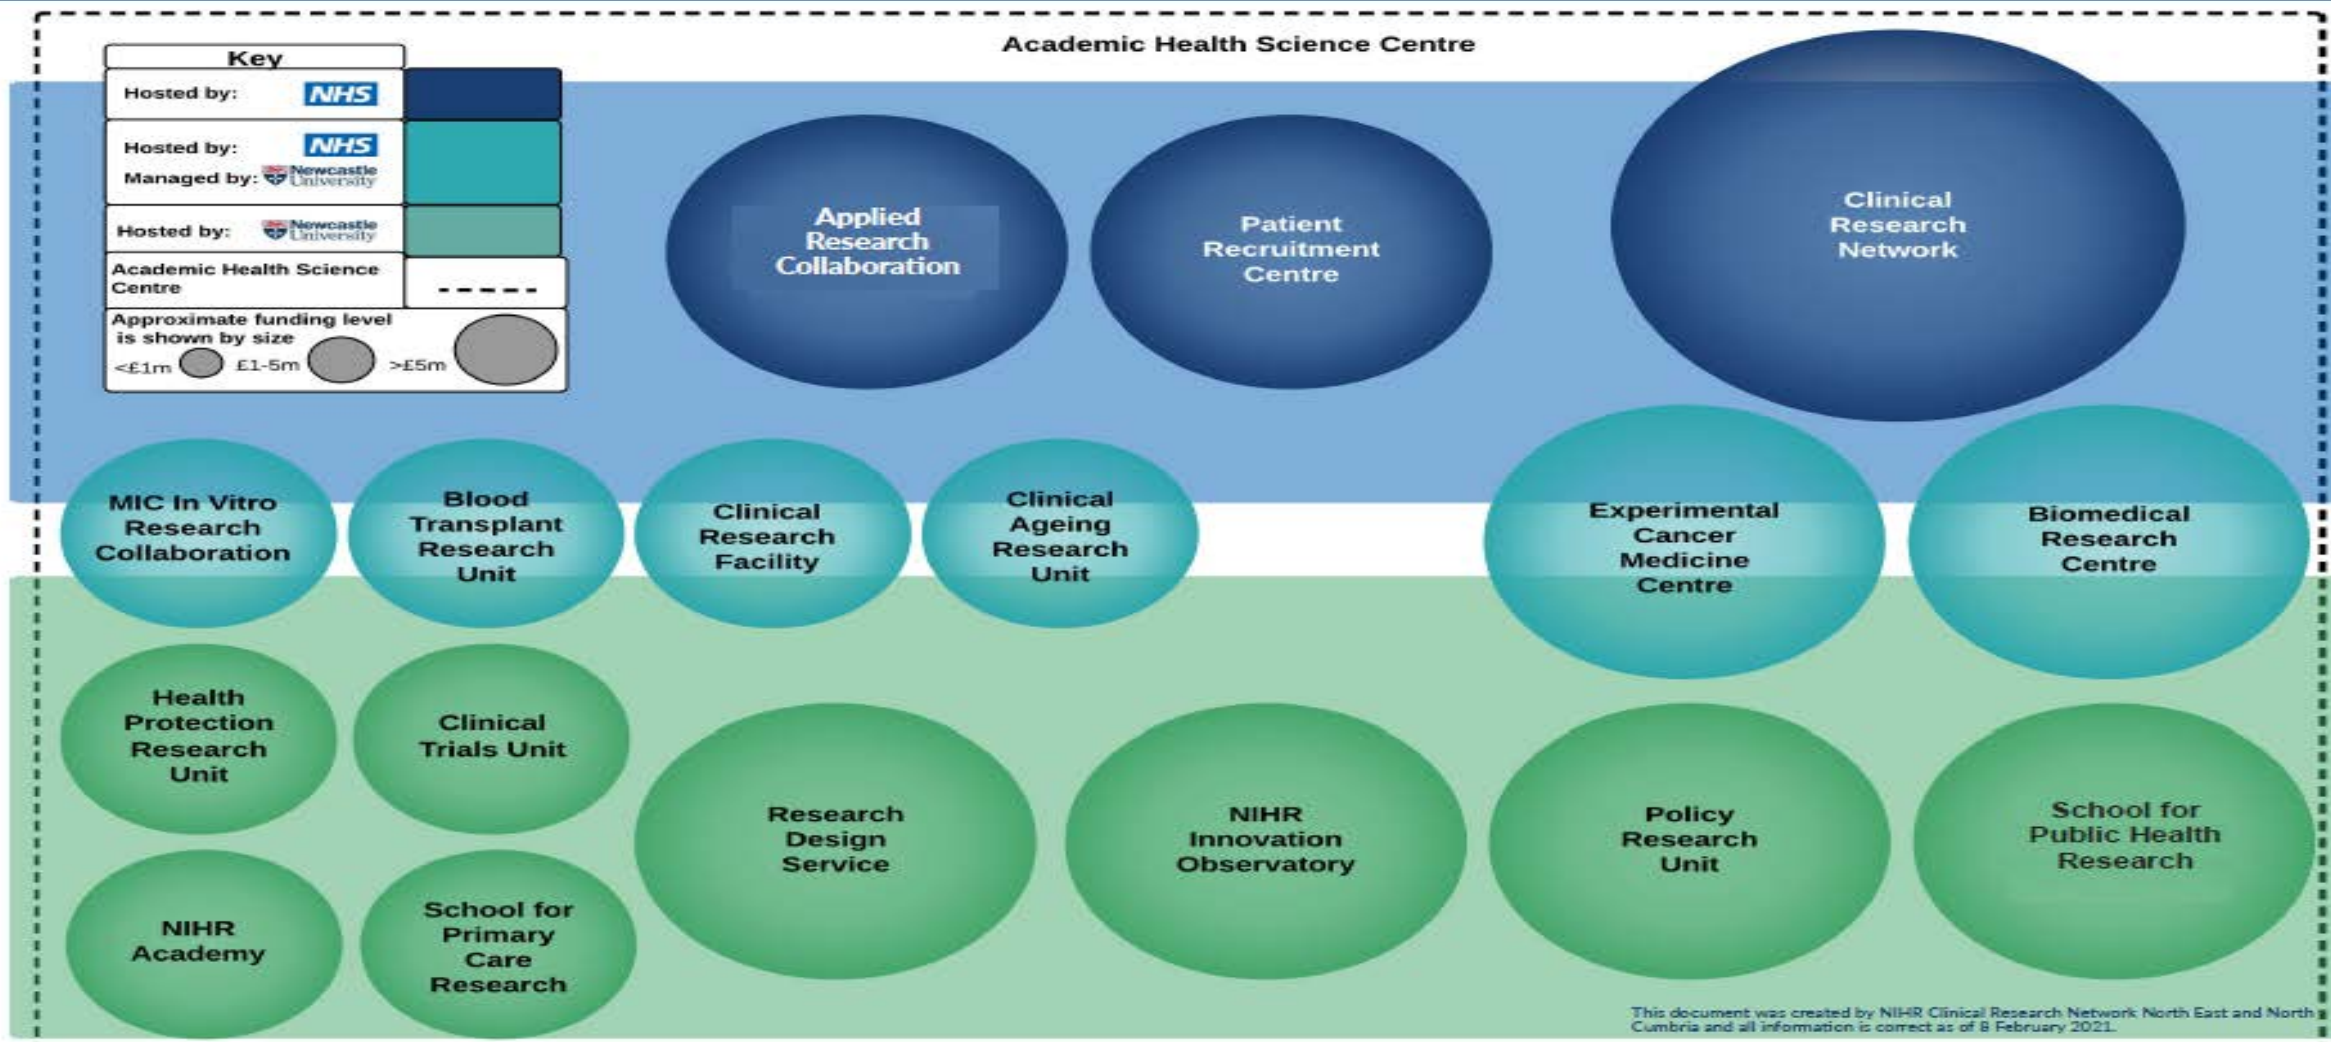 Academic Health Science Centre
Key
Hosted by: NHS
Hosted by: NHS
Managed by: Newcastle
University
Hosted by: Newcastle
University
Academic Health Science
Centre
Approximate funding level
is shown by size
<£1m £1-5m >£5m
Applied
Research
Collaboration
Patient
Recruitment
Centre
Clinical
Research
Network
MIC In Vitro
Research
Collaboration
Blood
Transplant
Research
Unit
Clinical
Research
Facility
Clinical
Ageing
Research
Unit
Experimental
Cancer
Medicine
Centre
Biomedical
Research
Centre
Health
Protection
Research
Unit
Clinical
Trials Unit
Research
Design
Service
NIHR
Innovation
Observatory
Policy
Research
Unit
School for
Public Health
Research
NIHR
Academy
School for
Primary
Care
Research
This document was created by NIHR Clinical Research Network North East and North
Cumbria and all information is correct as of 8 February 2021.